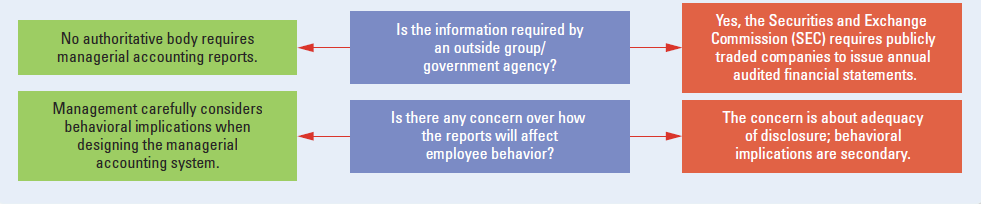 No authoritative body requires
managerial accounting reports.
Is the information required by
an outside group/
government agency?
Yes, the Securities and Exchange
Commission (SEC) requires publicly
traded companies to issue annual
audited financial statements.
Management carefully considers
behavioral implications when
designing the managerial
accounting system.
Is there any concern over how
the reports will affect
employee behavior?
The concern is about adequacy
of disclosure; behavioral
implications are secondary.